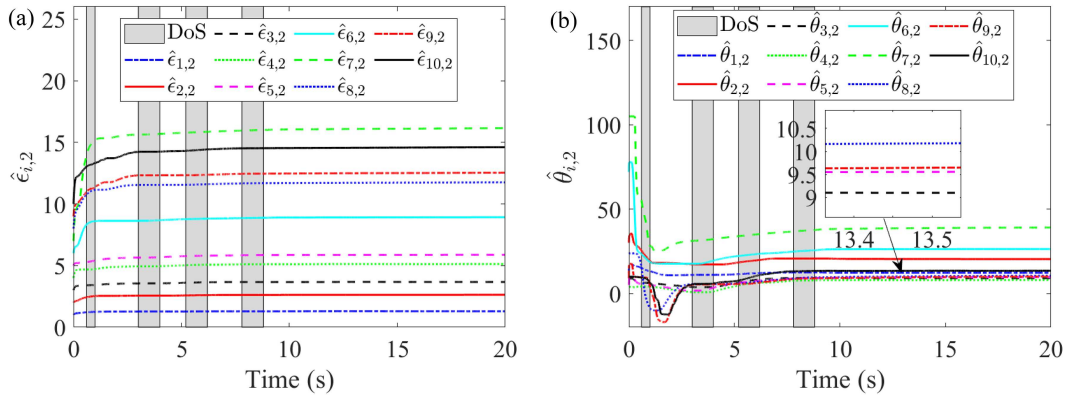 (a)
25
20
15
10
5
0
ε̂_{i,2}
DoS
ε̂_{1,2}
ε̂_{2,2}
ε̂_{3,2}
ε̂_{4,2}
ε̂_{5,2}
ε̂_{6,2}
ε̂_{7,2}
ε̂_{8,2}
ε̂_{9,2}
ε̂_{10,2}
0 5 10 15 20
Time (s)
(b)
150
100
50
0
θ̂_{i,2}
DoS
θ̂_{1,2}
θ̂_{2,2}
θ̂_{3,2}
θ̂_{4,2}
θ̂_{5,2}
θ̂_{6,2}
θ̂_{7,2}
θ̂_{8,2}
θ̂_{9,2}
θ̂_{10,2}
10.5
10
9.5
9
13.4 13.5
0 5 10 15 20
Time (s)